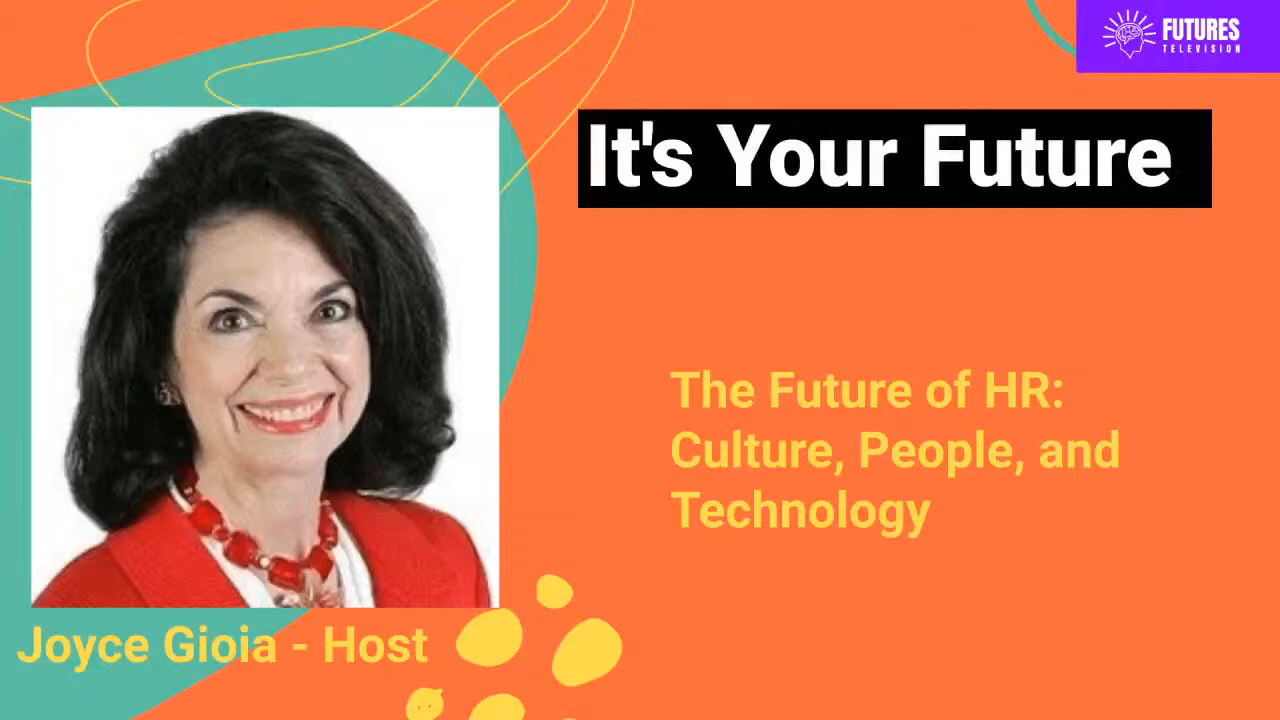 FUTURES
TELEVISION
It's Your Future
The Future of HR:
Culture, People, and
Technology
Joyce Gioia - Host